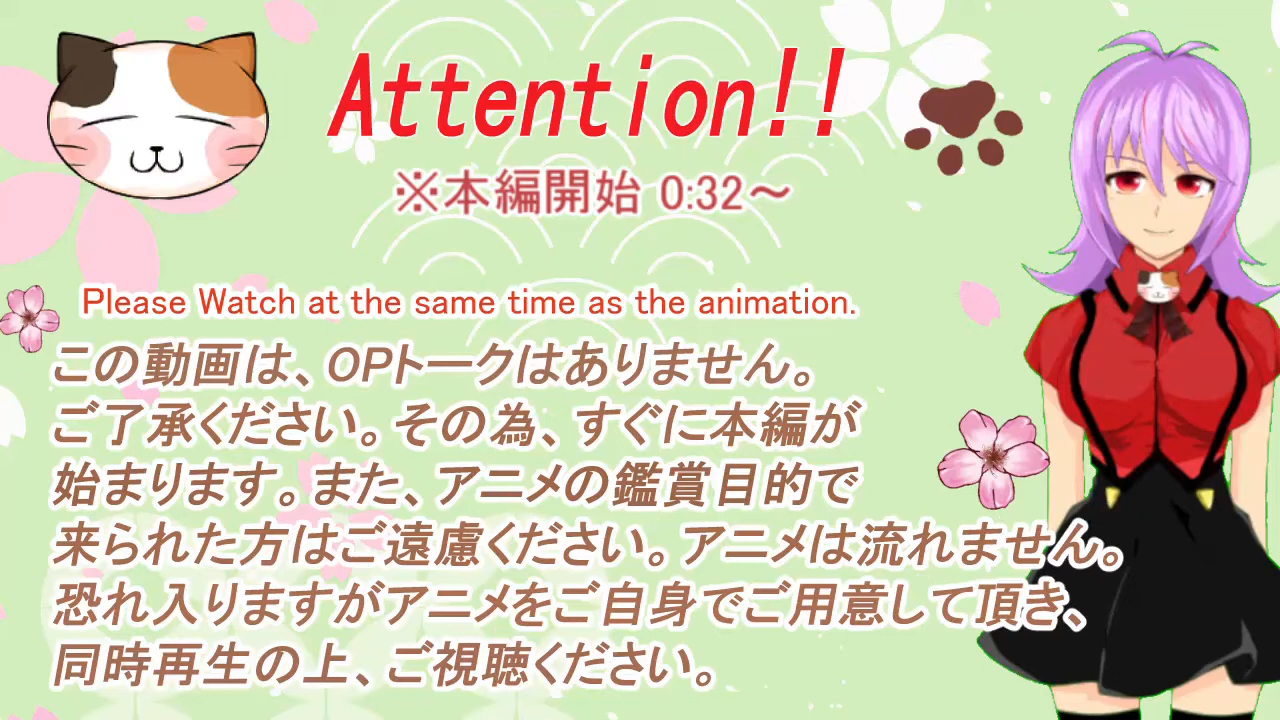 Attention!!
※本編開始 0:32～
Please Watch at the same time as the animation.
この動画は、OPトークはありません。
ご了承ください。その為、すぐに本編が
始まります。また、アニメの鑑賞目的で
来られた方はご遠慮ください。アニメは流れません。
恐れ入りますがアニメをご自身でご用意して頂き、
同時再生の上、ご視聴ください。